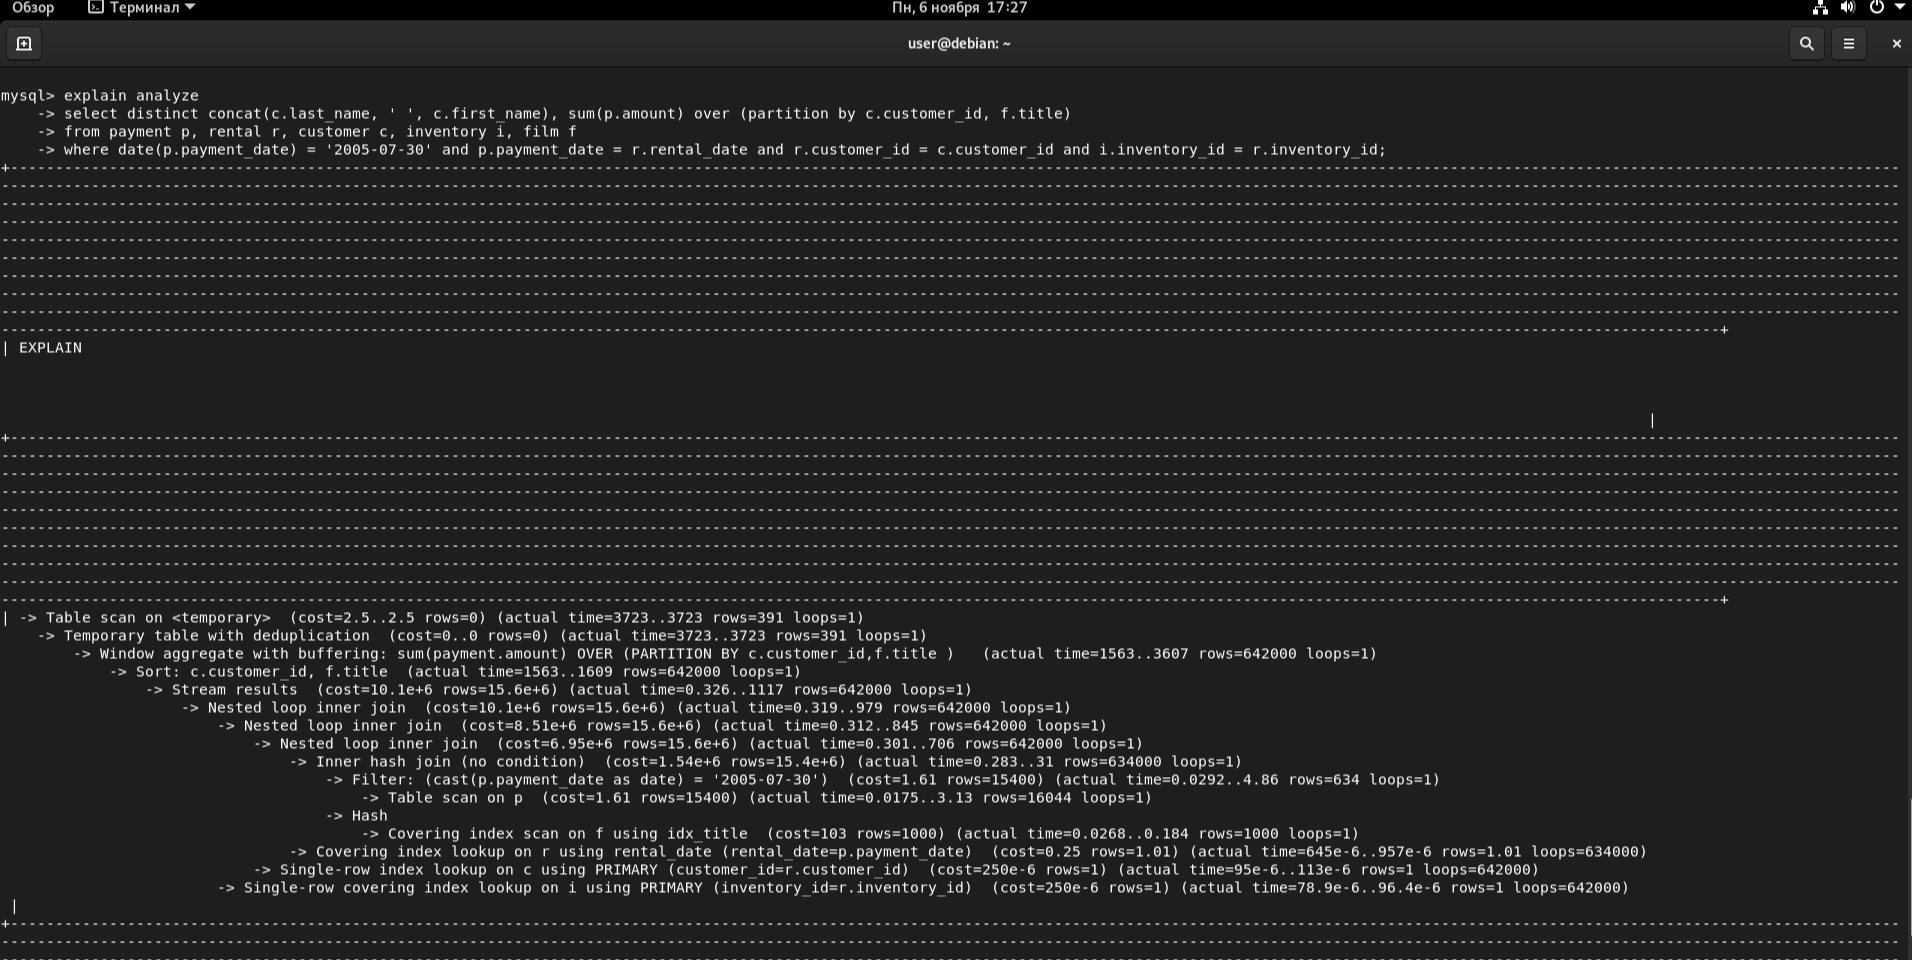 Обзор
Терминал
Пн, 6 ноября 17:27
user@debian: ~
mysql> explain analyze
    -> select distinct concat(c.last_name, ' ', c.first_name), sum(p.amount) over (partition by c.customer_id, f.title)
    -> from payment p, rental r, customer c, inventory i, film f
    -> where date(p.payment_date) = '2005-07-30' and p.payment_date = r.rental_date and r.customer_id = c.customer_id and i.inventory_id = r.inventory_id;
| EXPLAIN
|
| -> Table scan on <temporary>  (cost=2.5..2.5 rows=0) (actual time=3723..3723 rows=391 loops=1)
    -> Temporary table with deduplication  (cost=0..0 rows=0) (actual time=3723..3723 rows=391 loops=1)
        -> Window aggregate with buffering: sum(payment.amount) OVER (PARTITION BY c.customer_id,f.title )   (actual time=1563..3607 rows=642000 loops=1)
            -> Sort: c.customer_id, f.title  (actual time=1563..1609 rows=642000 loops=1)
                -> Stream results  (cost=10.1e+6 rows=15.6e+6) (actual time=0.326..1117 rows=642000 loops=1)
                    -> Nested loop inner join  (cost=10.1e+6 rows=15.6e+6) (actual time=0.319..979 rows=642000 loops=1)
                        -> Nested loop inner join  (cost=8.51e+6 rows=15.6e+6) (actual time=0.312..845 rows=642000 loops=1)
                            -> Nested loop inner join  (cost=6.95e+6 rows=15.6e+6) (actual time=0.301..706 rows=642000 loops=1)
                                -> Inner hash join (no condition)  (cost=1.54e+6 rows=15.4e+6) (actual time=0.283..31 rows=634000 loops=1)
                                    -> Filter: (cast(p.payment_date as date) = '2005-07-30')  (cost=1.61 rows=15400) (actual time=0.0292..4.86 rows=634 loops=1)
                                        -> Table scan on p  (cost=1.61 rows=15400) (actual time=0.0175..3.13 rows=16044 loops=1)
                                    -> Hash
                                        -> Covering index scan on f using idx_title  (cost=103 rows=1000) (actual time=0.0268..0.184 rows=1000 loops=1)
                                -> Covering index lookup on r using rental_date (rental_date=p.payment_date)  (cost=0.25 rows=1.01) (actual time=645e-6..957e-6 rows=1.01 loops=634000)
                            -> Single-row index lookup on c using PRIMARY (customer_id=r.customer_id)  (cost=250e-6 rows=1) (actual time=95e-6..113e-6 rows=1 loops=642000)
                        -> Single-row covering index lookup on i using PRIMARY (inventory_id=r.inventory_id)  (cost=250e-6 rows=1) (actual time=78.9e-6..96.4e-6 rows=1 loops=642000)
|